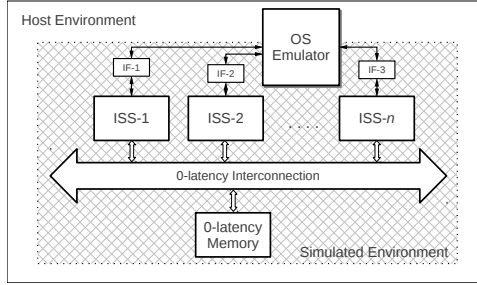 Host Environment
OS
Emulator
IF-1
IF-2
IF-3
ISS-1
ISS-2
. . . .
ISS-n
0-latency Interconnection
0-latency
Memory
Simulated Environment